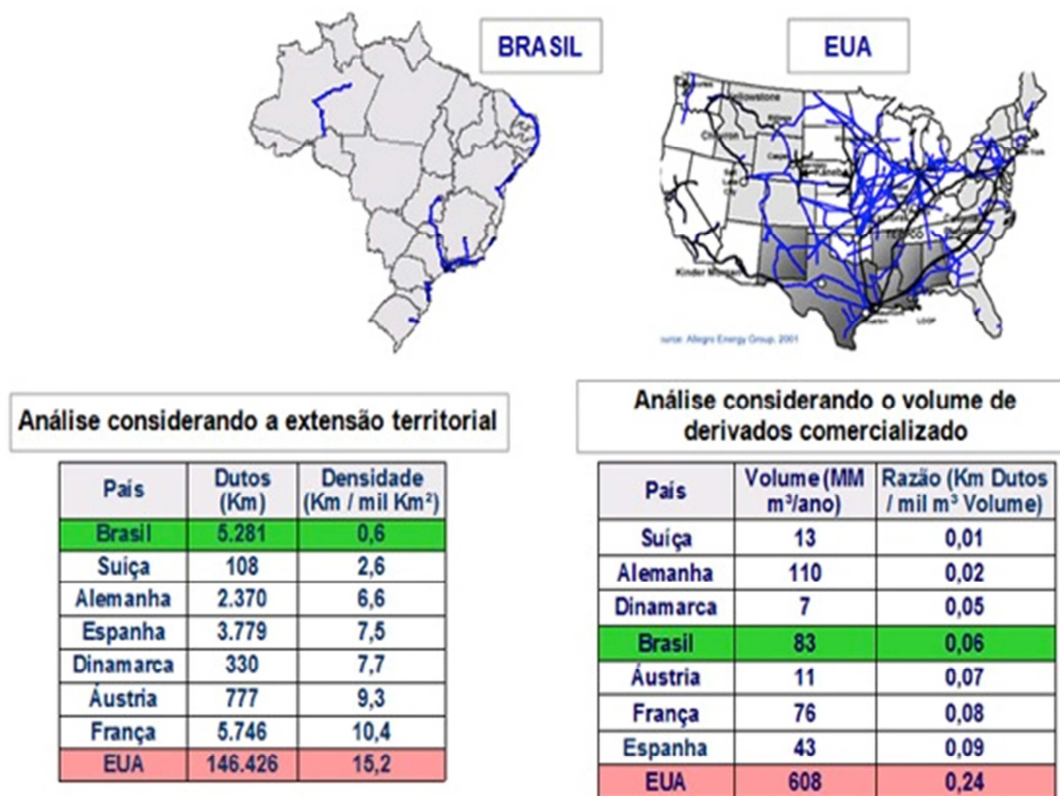 BRASIL
EUA
Yellowstone
Chevron
Kaneb
TEPPCO
Kinder Morgan
LOOP
Allegro Energy Group, 2001
Análise considerando a extensão territorial
País Dutos (Km) Densidade (Km / mil Km²)
Brasil 5.281 0,6
Suíça 108 2,6
Alemanha 2.370 6,6
Espanha 3.779 7,5
Dinamarca 330 7,7
Áustria 777 9,3
França 5.746 10,4
EUA 146.426 15,2
Análise considerando o volume de
derivados comercializado
País Volume (MM m³/ano) Razão (Km Dutos / mil m³ Volume)
Suíça 13 0,01
Alemanha 110 0,02
Dinamarca 7 0,05
Brasil 83 0,06
Áustria 11 0,07
França 76 0,08
Espanha 43 0,09
EUA 608 0,24